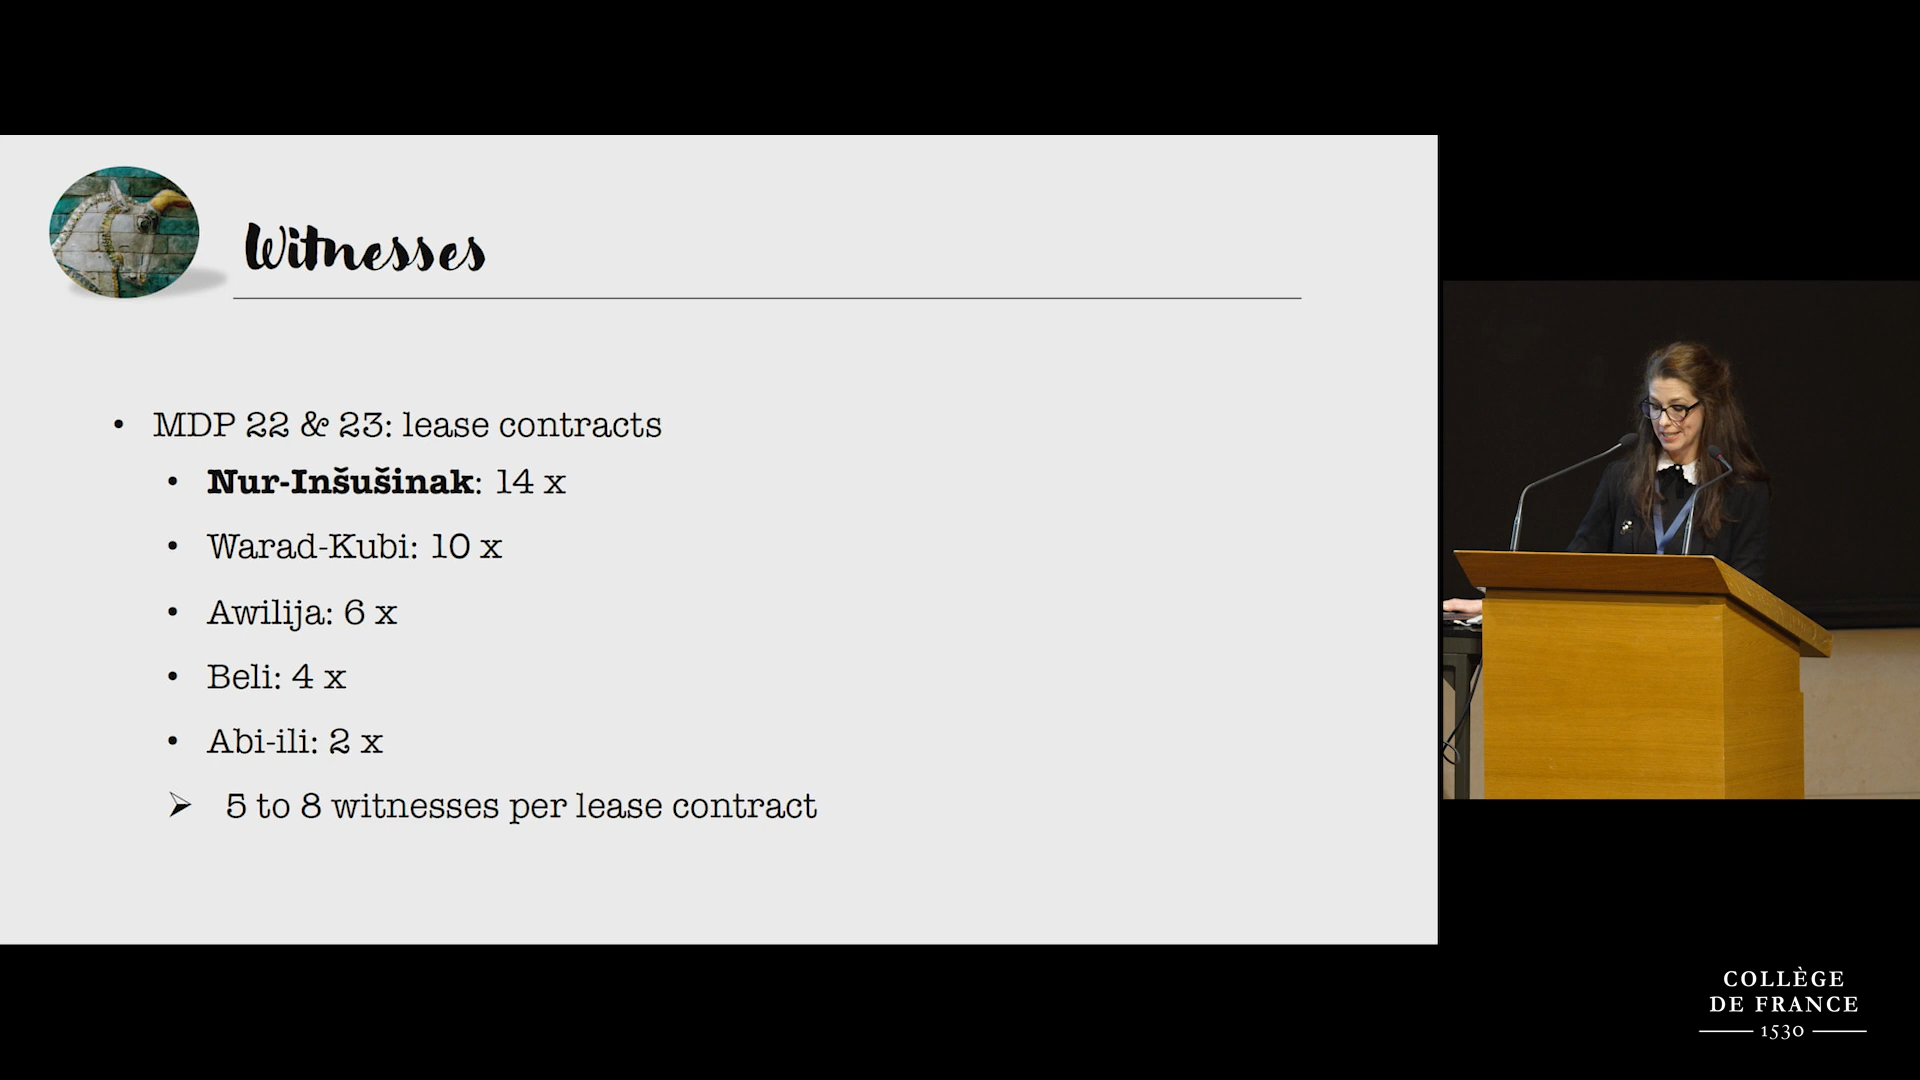 Witnesses
• MDP 22 & 23: lease contracts
• Nur-Inšušinak: 14 x
• Warad-Kubi: 10 x
• Awilija: 6 x
• Beli: 4 x
• Abi-ili: 2 x
➢ 5 to 8 witnesses per lease contract
COLLÈGE
DE FRANCE
1530